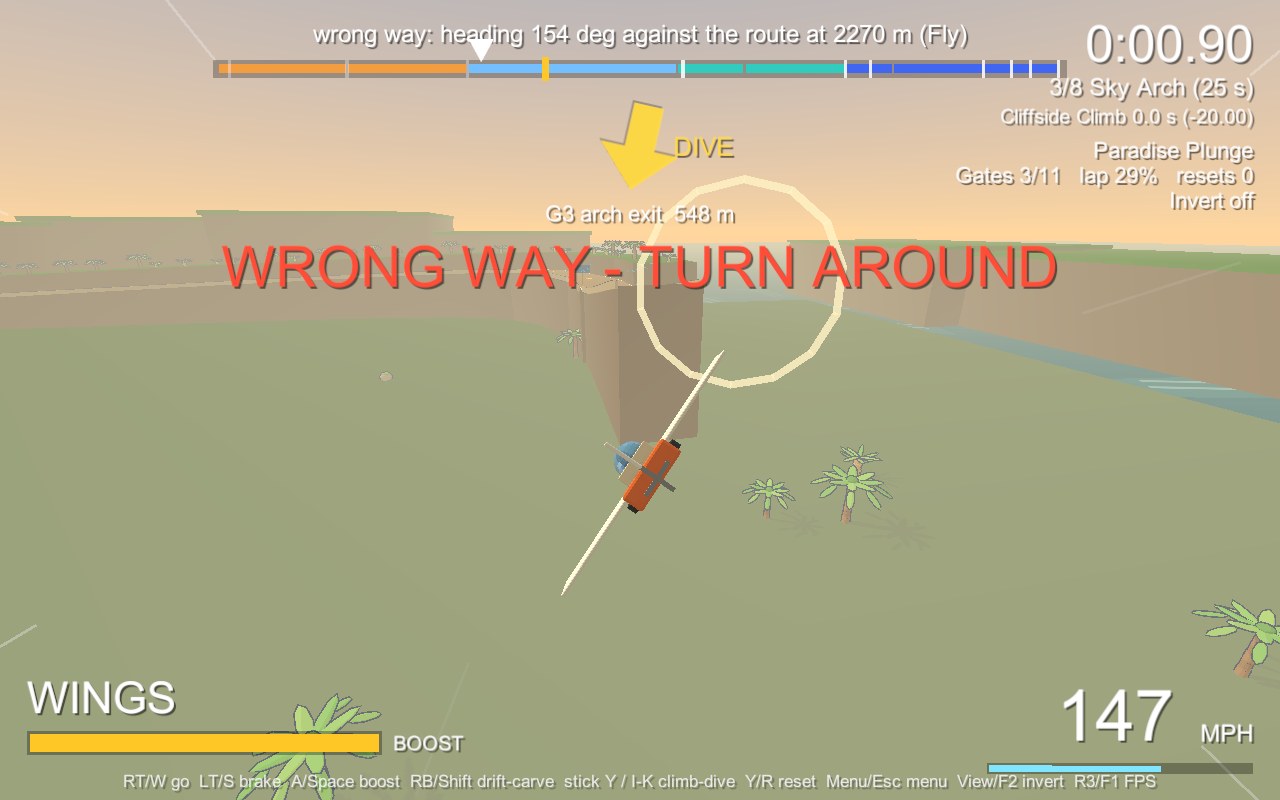 wrong way: heading 154 deg against the route at 2270 m (Fly)
0:00.90
3/8 Sky Arch (25 s)
Cliffside Climb 0.0 s (-20.00)
DIVE
Paradise Plunge
Gates 3/11 lap 29% resets 0
Invert off
G3 arch exit 548 m
WRONG WAY - TURN AROUND
WINGS
BOOST
147 MPH
RT/W go LT/S brake A/Space boost RB/Shift drift-carve stick Y / I-K climb-dive Y/R reset Menu/Esc menu View/F2 invert R3/F1 FPS